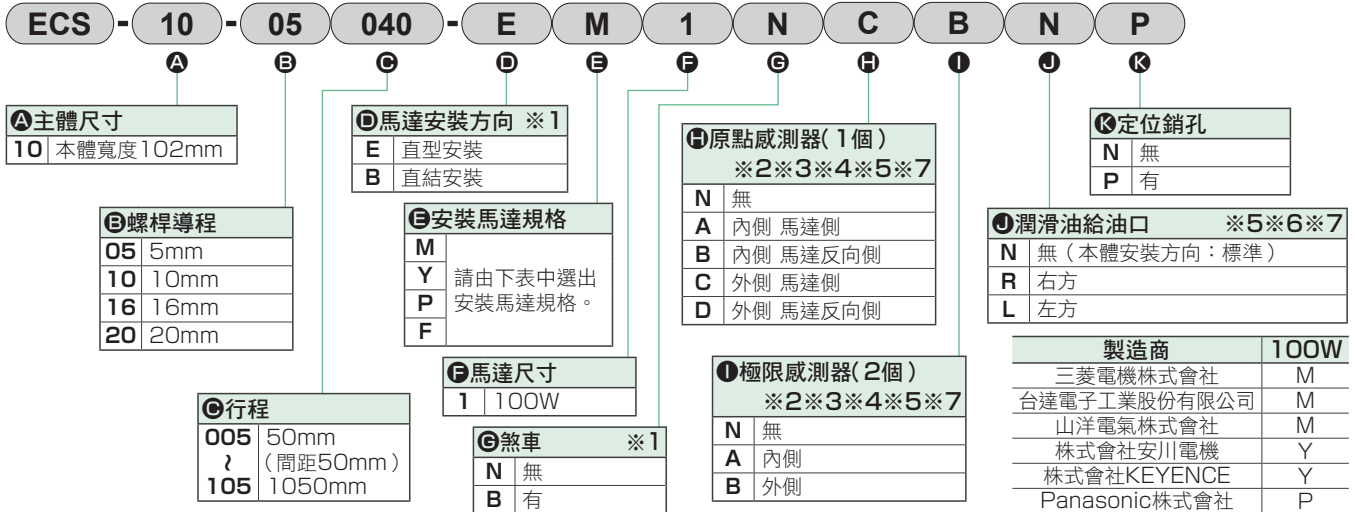 ECS - 10 - 05 040 - E M 1 N C B N P
Ⓐ Ⓑ Ⓒ Ⓓ Ⓔ Ⓕ Ⓖ Ⓗ Ⓘ Ⓙ Ⓚ
Ⓐ主體尺寸
10 本體寬度102mm
Ⓑ螺桿導程
05 5mm
10 10mm
16 16mm
20 20mm
Ⓒ行程
005 50mm
≀ （間距50mm）
105 1050mm
Ⓓ馬達安裝方向 ※1
E 直型安裝
B 直結安裝
Ⓔ安裝馬達規格
M
Y 請由下表中選出
P 安裝馬達規格。
F
Ⓕ馬達尺寸
1 100W
Ⓖ煞車 ※1
N 無
B 有
Ⓗ原點感測器(1個)
※2※3※4※5※7
N 無
A 內側 馬達側
B 內側 馬達反向側
C 外側 馬達側
D 外側 馬達反向側
Ⓘ極限感測器(2個)
※2※3※4※5※7
N 無
A 內側
B 外側
Ⓚ定位銷孔
N 無
P 有
Ⓙ潤滑油給油口 ※5※6※7
N 無（本體安裝方向：標準）
R 右方
L 左方
製造商 100W
三菱電機株式會社 M
台達電子工業股份有限公司 M
山洋電氣株式會社 M
株式會社安川電機 Y
株式會社KEYENCE Y
Panasonic株式會社 P